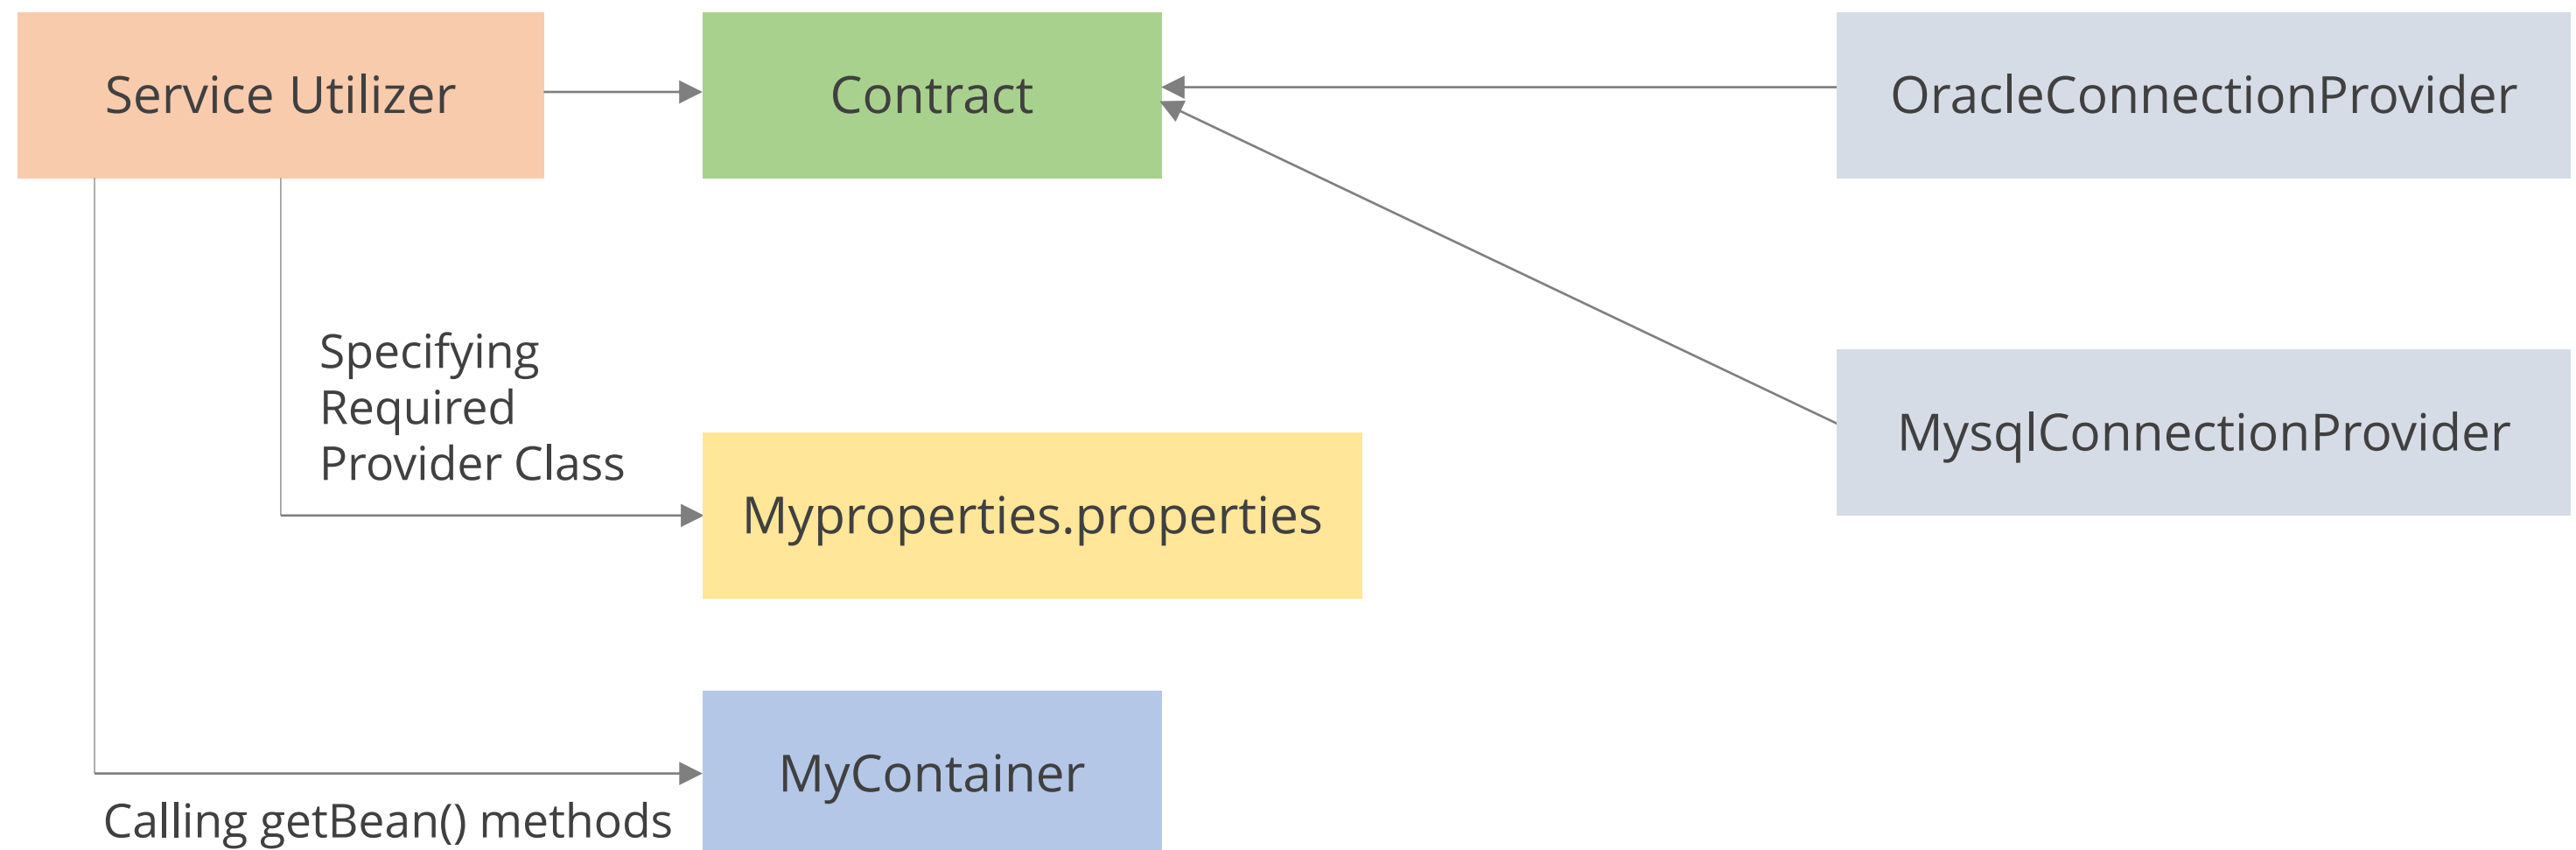 Service Utilizer
Contract
OracleConnectionProvider
Specifying
Required
Provider Class
MysqlConnectionProvider
Myproperties.properties
MyContainer
Calling getBean() methods